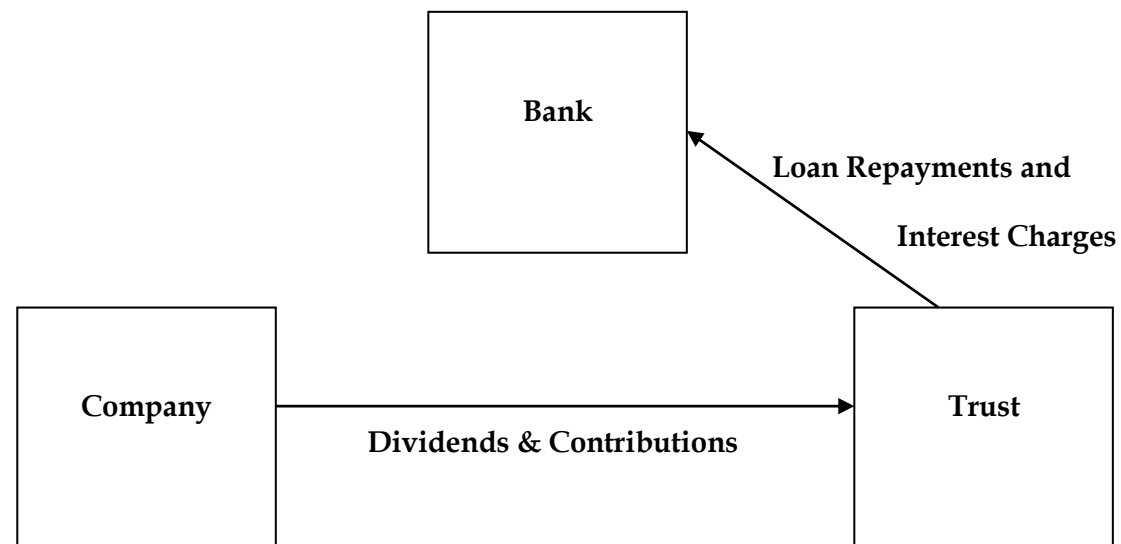 Bank
Loan Repayments and
Interest Charges
Company
Trust
Dividends & Contributions